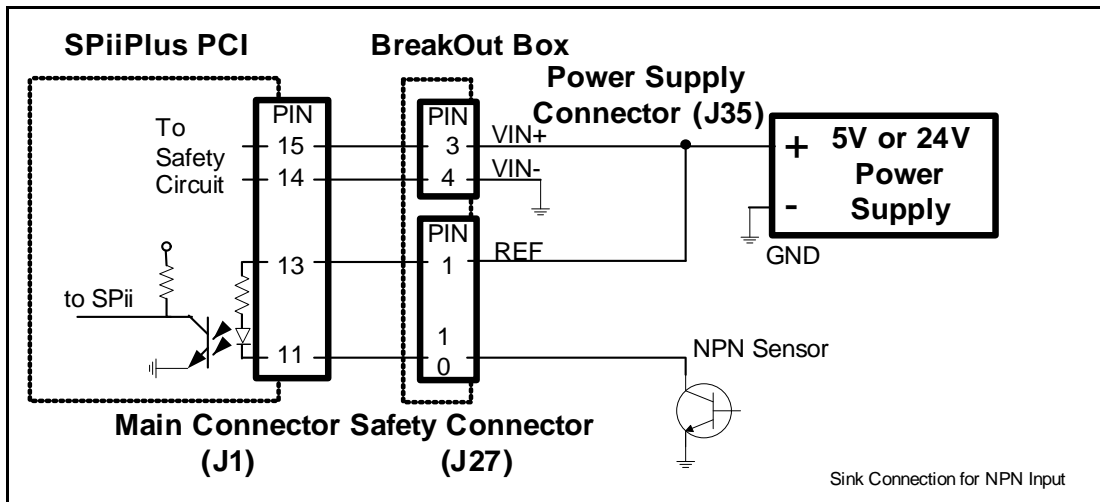 SPiiPlus PCI
BreakOut Box
Power Supply
Connector (J35)
To
Safety
Circuit
PIN
15
14
13
11
PIN
3
4
VIN+
VIN-
PIN
1
REF
1
0
+
-
5V or 24V
Power
Supply
GND
to SPii
NPN Sensor
Main Connector
(J1)
Safety Connector
(J27)
Sink Connection for NPN Input